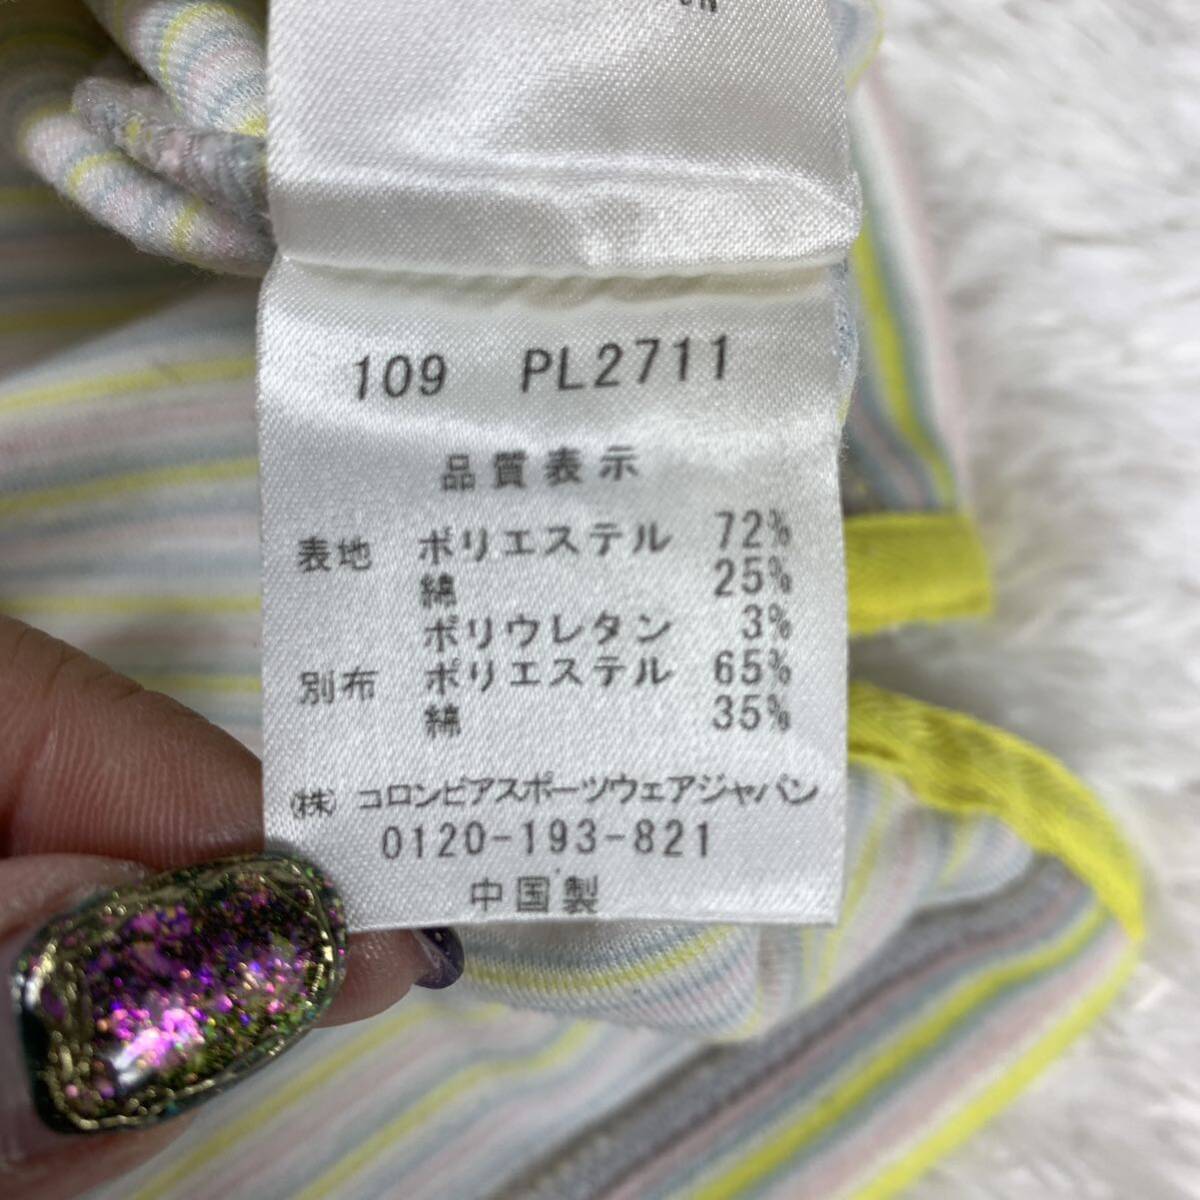 109 PL2711
品質表示
表地 ポリエステル 72%
綿 25%
ポリウレタン 3%
別布 ポリエステル 65%
綿 35%
(株) コロンビアスポーツウェアジャパン
0120-193-821
中国製